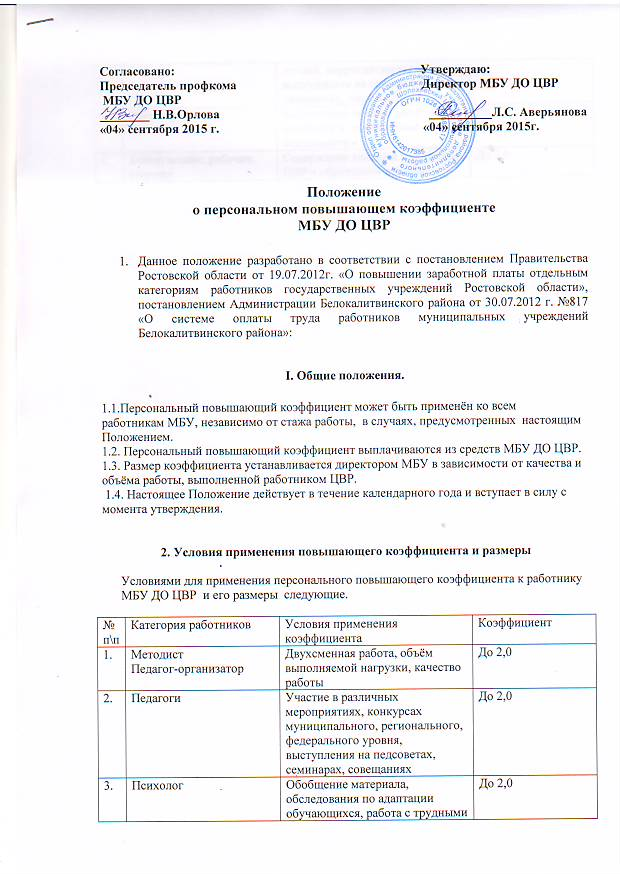 Согласовано:
Председатель профкома
МБУ ДО ЦВР
Н.В.Орлова
«04» сентября 2015 г.
Утверждаю:
Директор МБУ ДО ЦВР
Л.С. Аверьянова
«04» сентября 2015г.
Положение
о персональном повышающем коэффициенте
МБУ ДО ЦВР
1. Данное положение разработано в соответствии с постановлением Правительства
Ростовской области от 19.07.2012г. «О повышении заработной платы отдельным
категориям работников государственных учреждений Ростовской области»,
постановлением Администрации Белокалитвинского района от 30.07.2012 г. №817
«О системе оплаты труда работников муниципальных учреждений
Белокалитвинского района»:
I. Общие положения.
1.1.Персональный повышающий коэффициент может быть применён ко всем
работникам МБУ, независимо от стажа работы, в случаях, предусмотренных настоящим
Положением.
1.2. Персональный повышающий коэффициент выплачиваются из средств МБУ ДО ЦВР.
1.3. Размер коэффициента устанавливается директором МБУ в зависимости от качества и
объёма работы, выполненной работником ЦВР.
1.4. Настоящее Положение действует в течение календарного года и вступает в силу с
момента утверждения.
2. Условия применения повышающего коэффициента и размеры
Условиями для применения персонального повышающего коэффициента к работнику
МБУ ДО ЦВР и его размеры следующие.
№ п\п Категория работников Условия применения коэффициента Коэффициент
1. Методист Двухсменная работа, объём До 2,0
Педагог-организатор выполняемой нагрузки, качество
работы
2. Педагоги Участие в различных До 2,0
мероприятиях, конкурсах
муниципального, регионального,
федерального уровня,
выступления на педсоветах,
семинарах, совещаниях
3. Психолог Обобщение материала, До 2,0
обследования по адаптации
обучающихся, работа с трудными